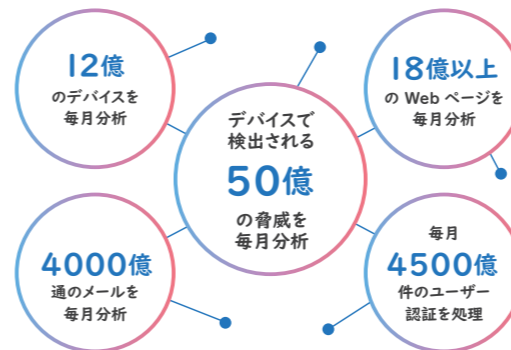 12億
のデバイスを
毎月分析
18億以上
の Web ページを
毎月分析
デバイスで
検出される
50億
の脅威を
毎月分析
4000億
通のメールを
毎月分析
毎月
4500億
件のユーザー
認証を処理